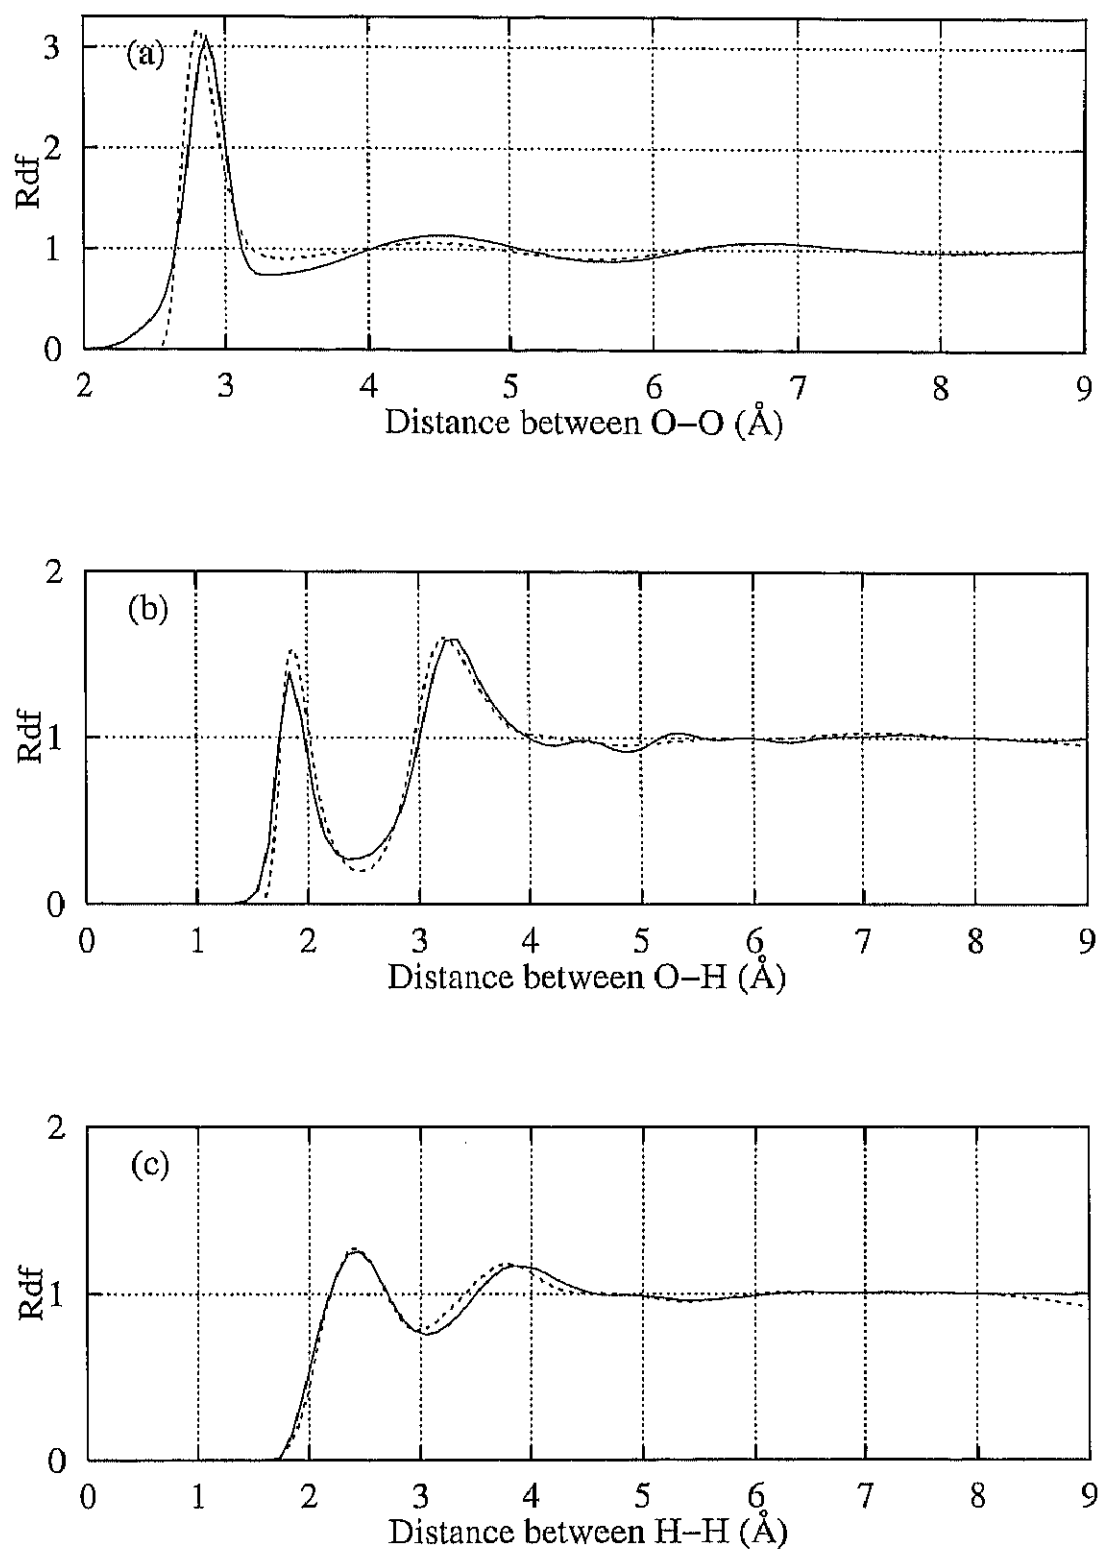 (a)
3
2
1
0
Rdf
2 3 4 5 6 7 8 9
Distance between O–O (Å)
(b)
2
1
0
Rdf
0 1 2 3 4 5 6 7 8 9
Distance between O–H (Å)
(c)
2
1
0
Rdf
0 1 2 3 4 5 6 7 8 9
Distance between H–H (Å)